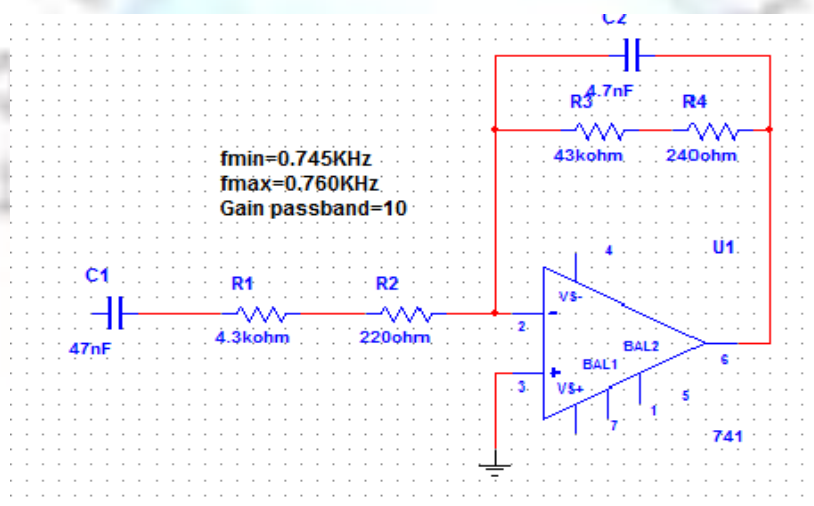 C2
4.7nF
R3
R4
43kohm
240ohm
fmin=0.745KHz
fmax=0.760KHz
Gain passband=10
C1
47nF
R1
4.3kohm
R2
220ohm
U1
4
VS-
2
BAL2
6
BAL1
3
VS+
5
1
7
741